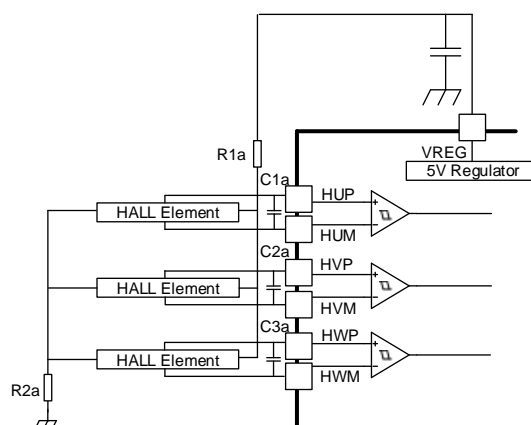 R1a
VREG
5V Regulator
C1a
HUP
HALL Element
HUM
C2a
HVP
HALL Element
HVM
C3a
HWP
HALL Element
HWM
R2a